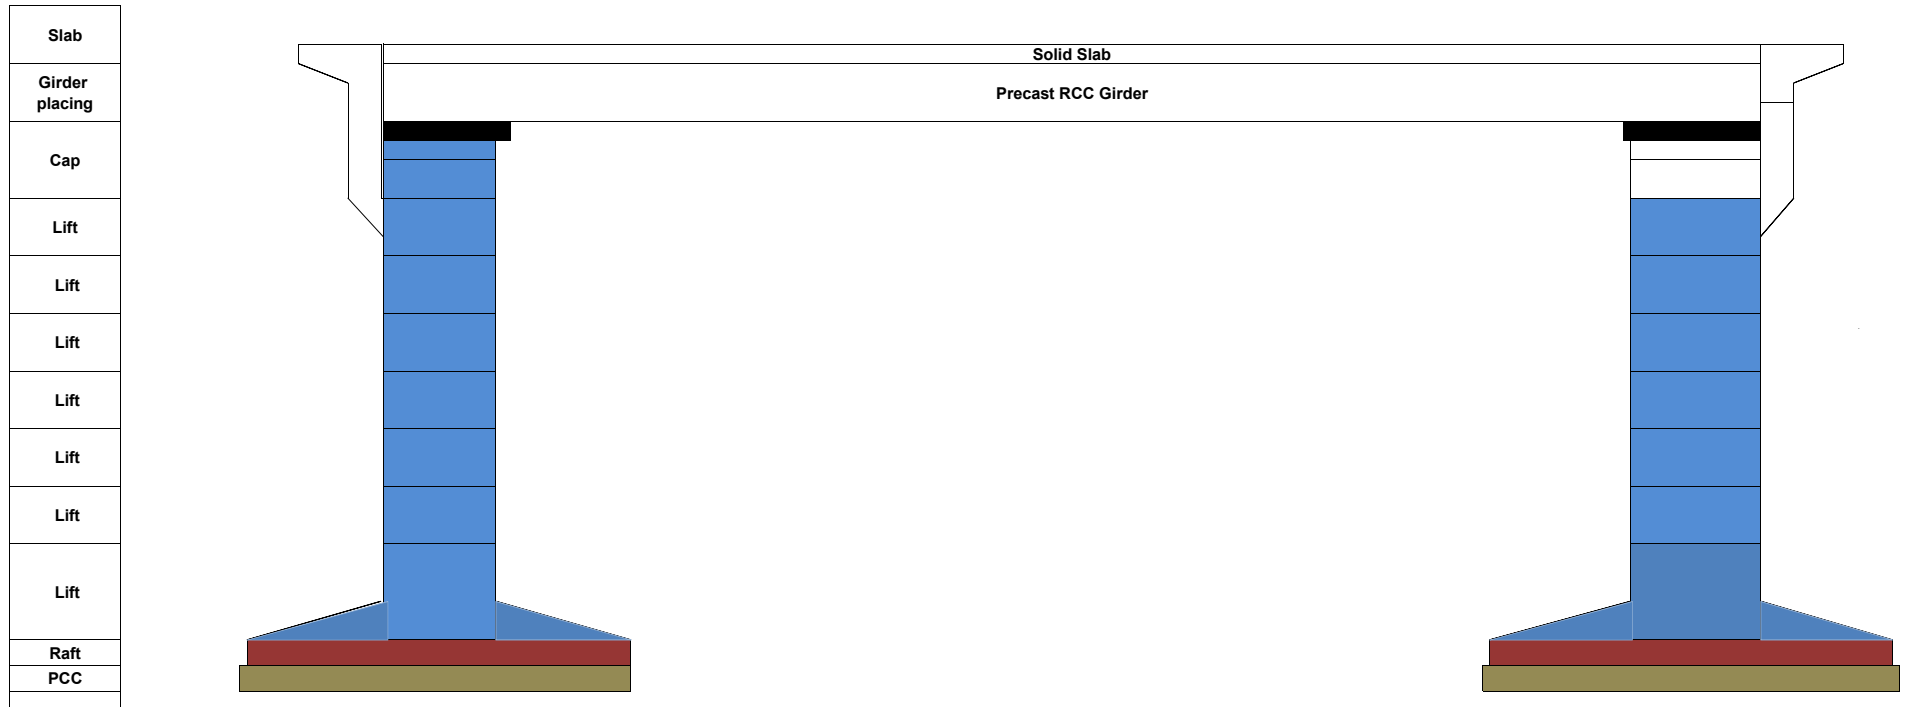 Slab
Solid Slab
Girder
placing
Precast RCC Girder
Cap
Lift
Lift
Lift
Lift
Lift
Lift
Lift
Raft
PCC